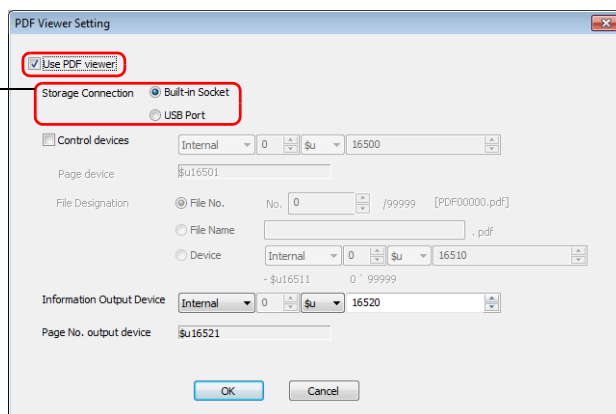 PDF Viewer Setting
Use PDF viewer
Storage Connection Built-in Socket
USB Port
Control devices Internal 0 $u 16500
Page device $u16501
File Designation File No. No. 0 /99999 [PDF00000.pdf]
File Name . pdf
Device Internal 0 $u 16510
- $u16511 0 ~ 99999
Information Output Device Internal 0 $u 16520
Page No. output device $u16521
OK Cancel